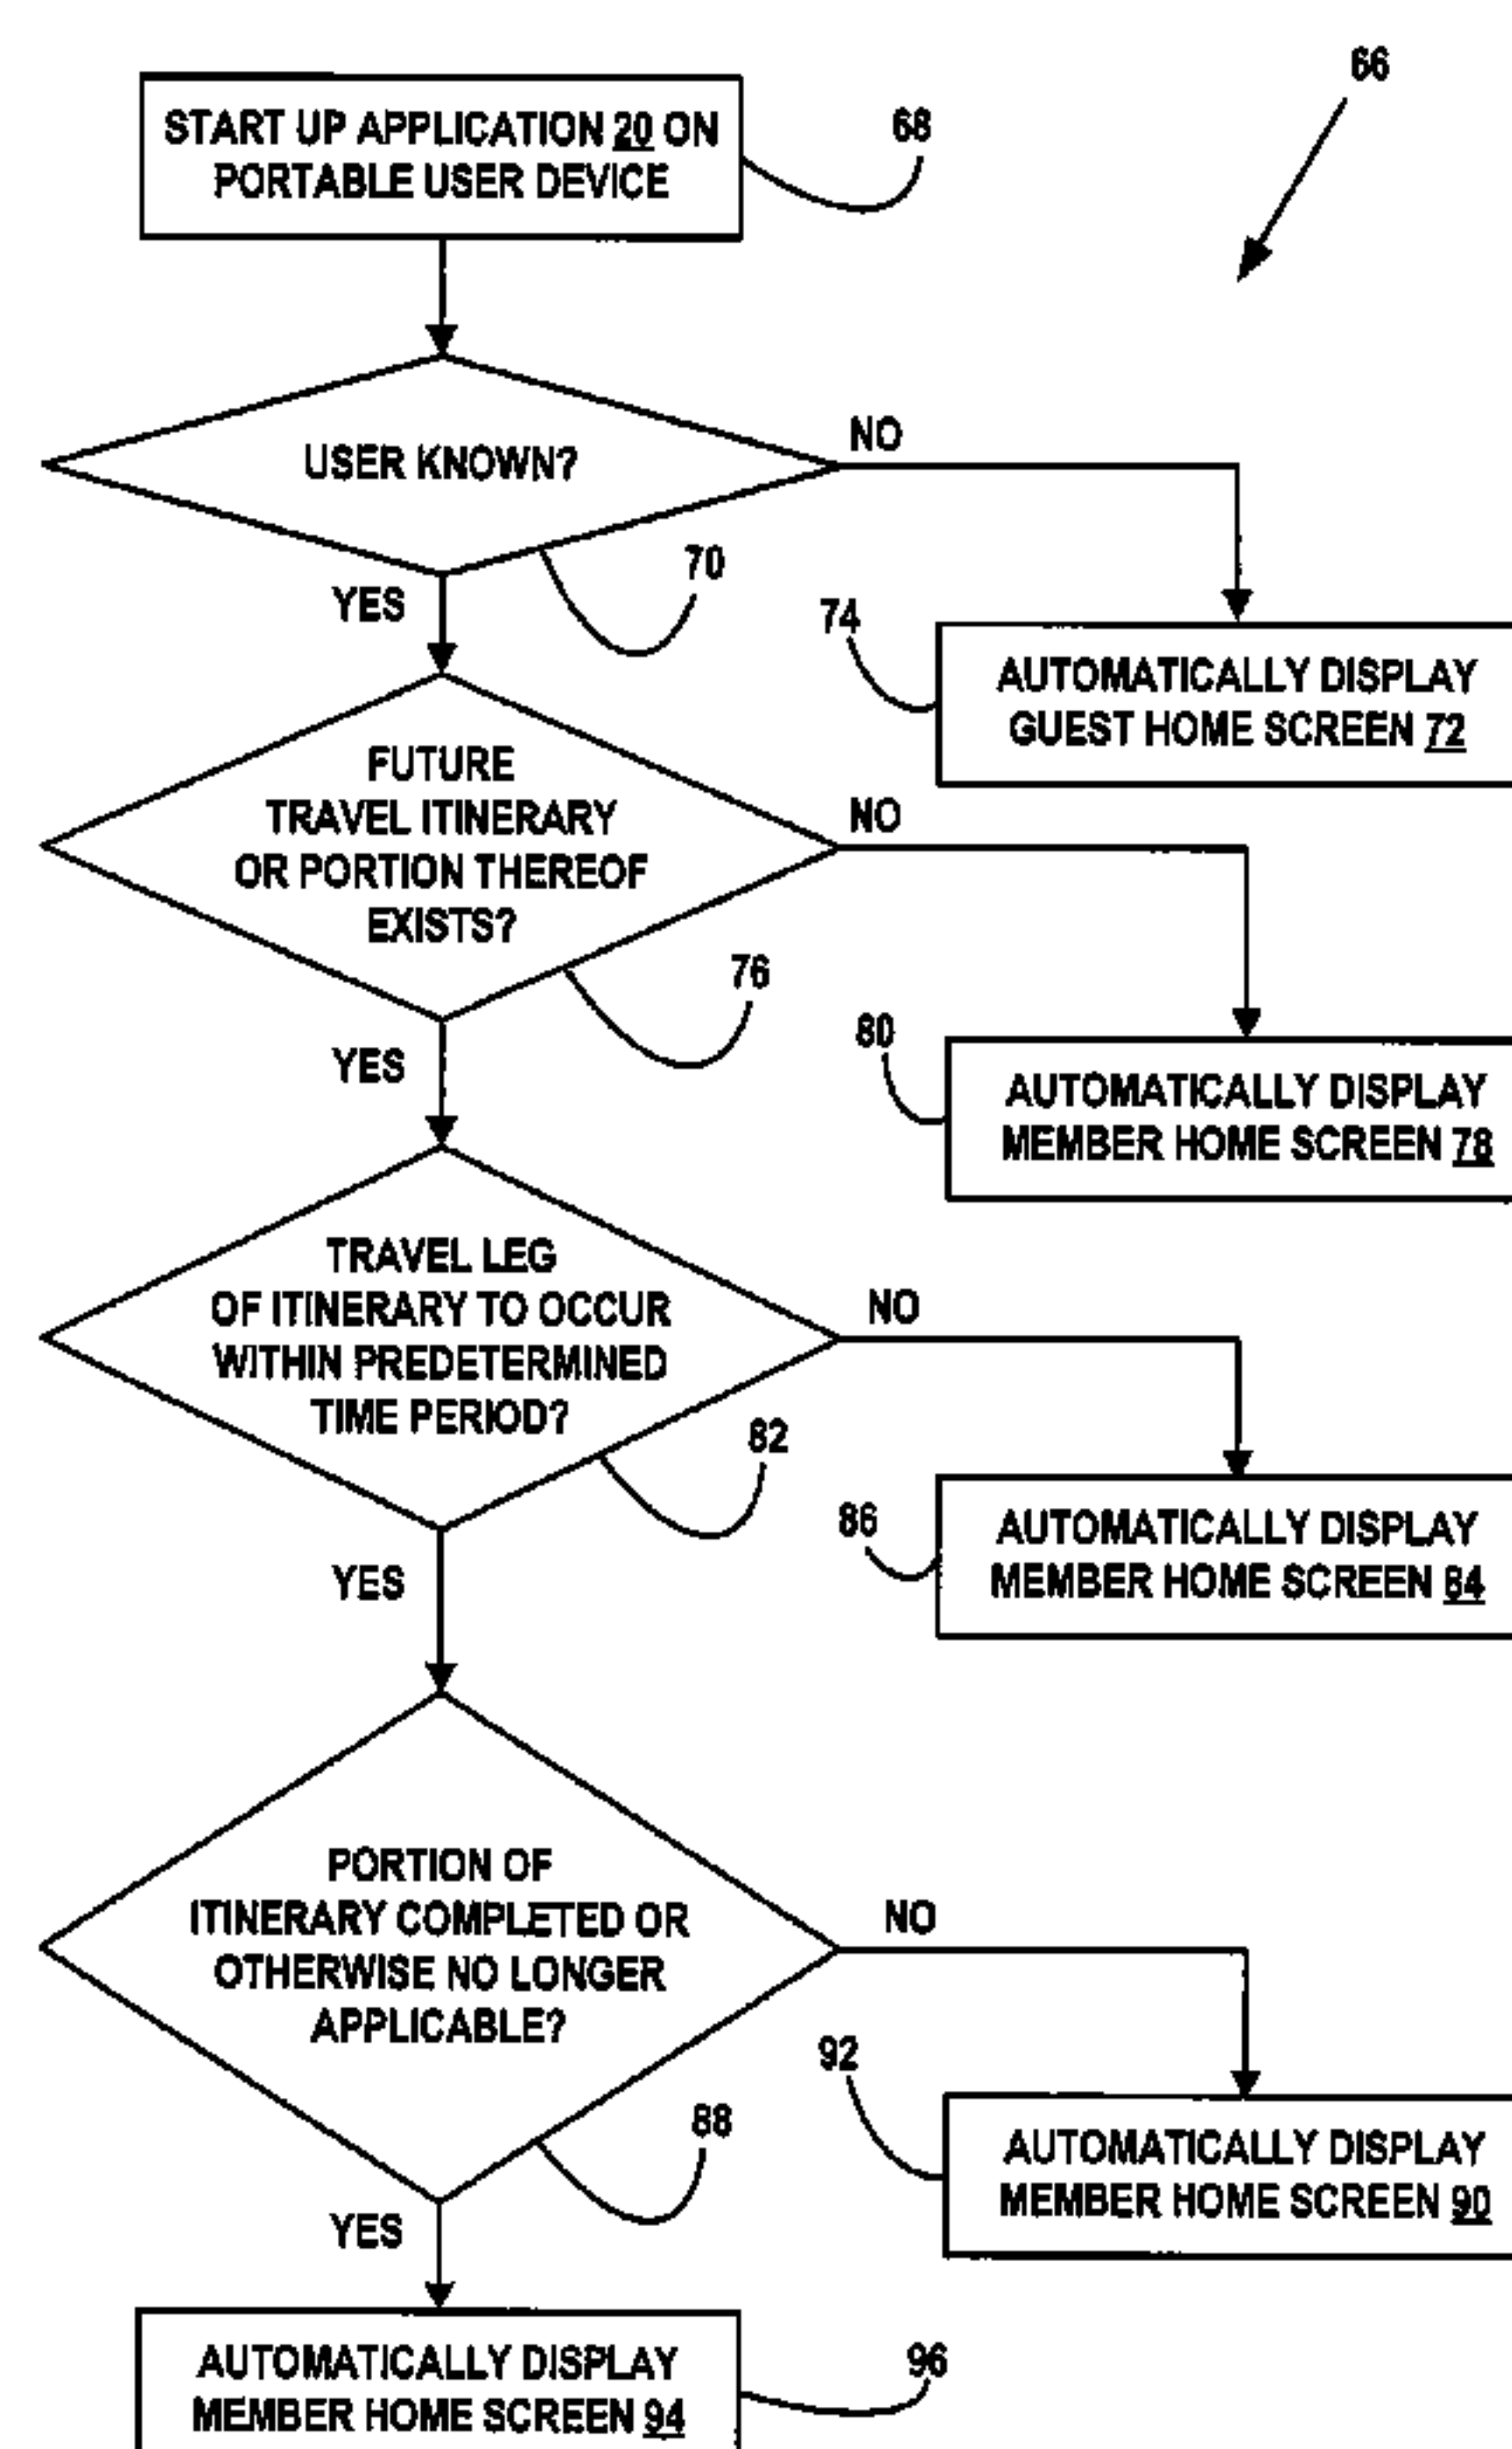 66
START UP APPLICATION 20 ON
PORTABLE USER DEVICE
68
USER KNOWN?
NO
70
YES
74
AUTOMATICALLY DISPLAY
GUEST HOME SCREEN 72
FUTURE
TRAVEL ITINERARY
OR PORTION THEREOF
EXISTS?
NO
76
YES
80
AUTOMATICALLY DISPLAY
MEMBER HOME SCREEN 78
TRAVEL LEG
OF ITINERARY TO OCCUR
WITHIN PREDETERMINED
TIME PERIOD?
NO
82
YES
86
AUTOMATICALLY DISPLAY
MEMBER HOME SCREEN 84
PORTION OF
ITINERARY COMPLETED OR
OTHERWISE NO LONGER
APPLICABLE?
NO
88
YES
92
AUTOMATICALLY DISPLAY
MEMBER HOME SCREEN 90
AUTOMATICALLY DISPLAY
MEMBER HOME SCREEN 94
96